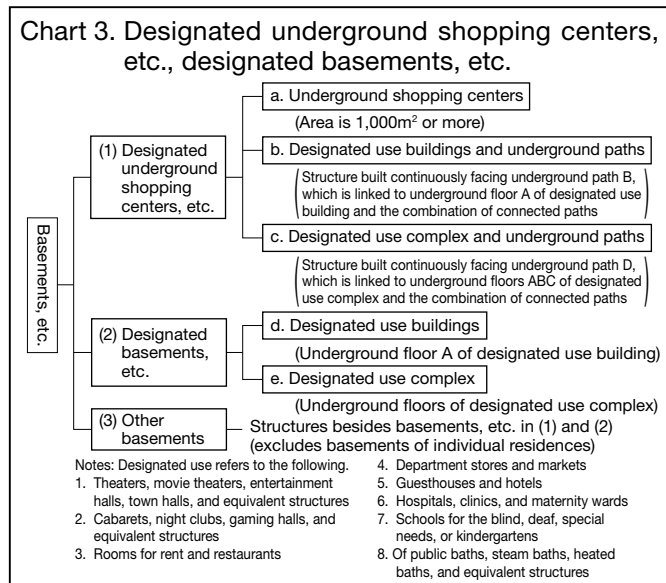 Chart 3. Designated underground shopping centers,
etc., designated basements, etc.
Basements, etc.
(1) Designated
underground
shopping
centers, etc.
a. Underground shopping centers
(Area is 1,000m² or more)
b. Designated use buildings and underground paths
(Structure built continuously facing underground path B,
which is linked to underground floor A of designated use
building and the combination of connected paths)
c. Designated use complex and underground paths
(Structure built continuously facing underground path D,
which is linked to underground floors ABC of designated
use complex and the combination of connected paths)
(2) Designated
basements,
etc.
d. Designated use buildings
(Underground floor A of designated use building)
e. Designated use complex
(Underground floors of designated use complex)
(3) Other
basements
Structures besides basements, etc. in (1) and (2)
(excludes basements of individual residences)
Notes: Designated use refers to the following.
1. Theaters, movie theaters, entertainment
halls, town halls, and equivalent structures
2. Cabarets, night clubs, gaming halls, and
equivalent structures
3. Rooms for rent and restaurants
4. Department stores and markets
5. Guesthouses and hotels
6. Hospitals, clinics, and maternity wards
7. Schools for the blind, deaf, special
needs, or kindergartens
8. Of public baths, steam baths, heated
baths, and equivalent structures